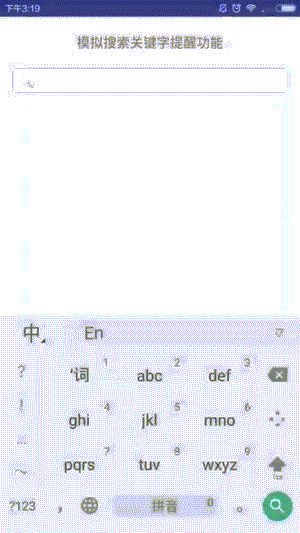 下午3:19
模拟搜索关键字提醒功能
中 En
? '词 1 abc 2 def 3
! ghi 4 jkl 5 mno 6
... pqrs 7 tuv 8 wxyz 9
~
?123 , 拼音 0 。